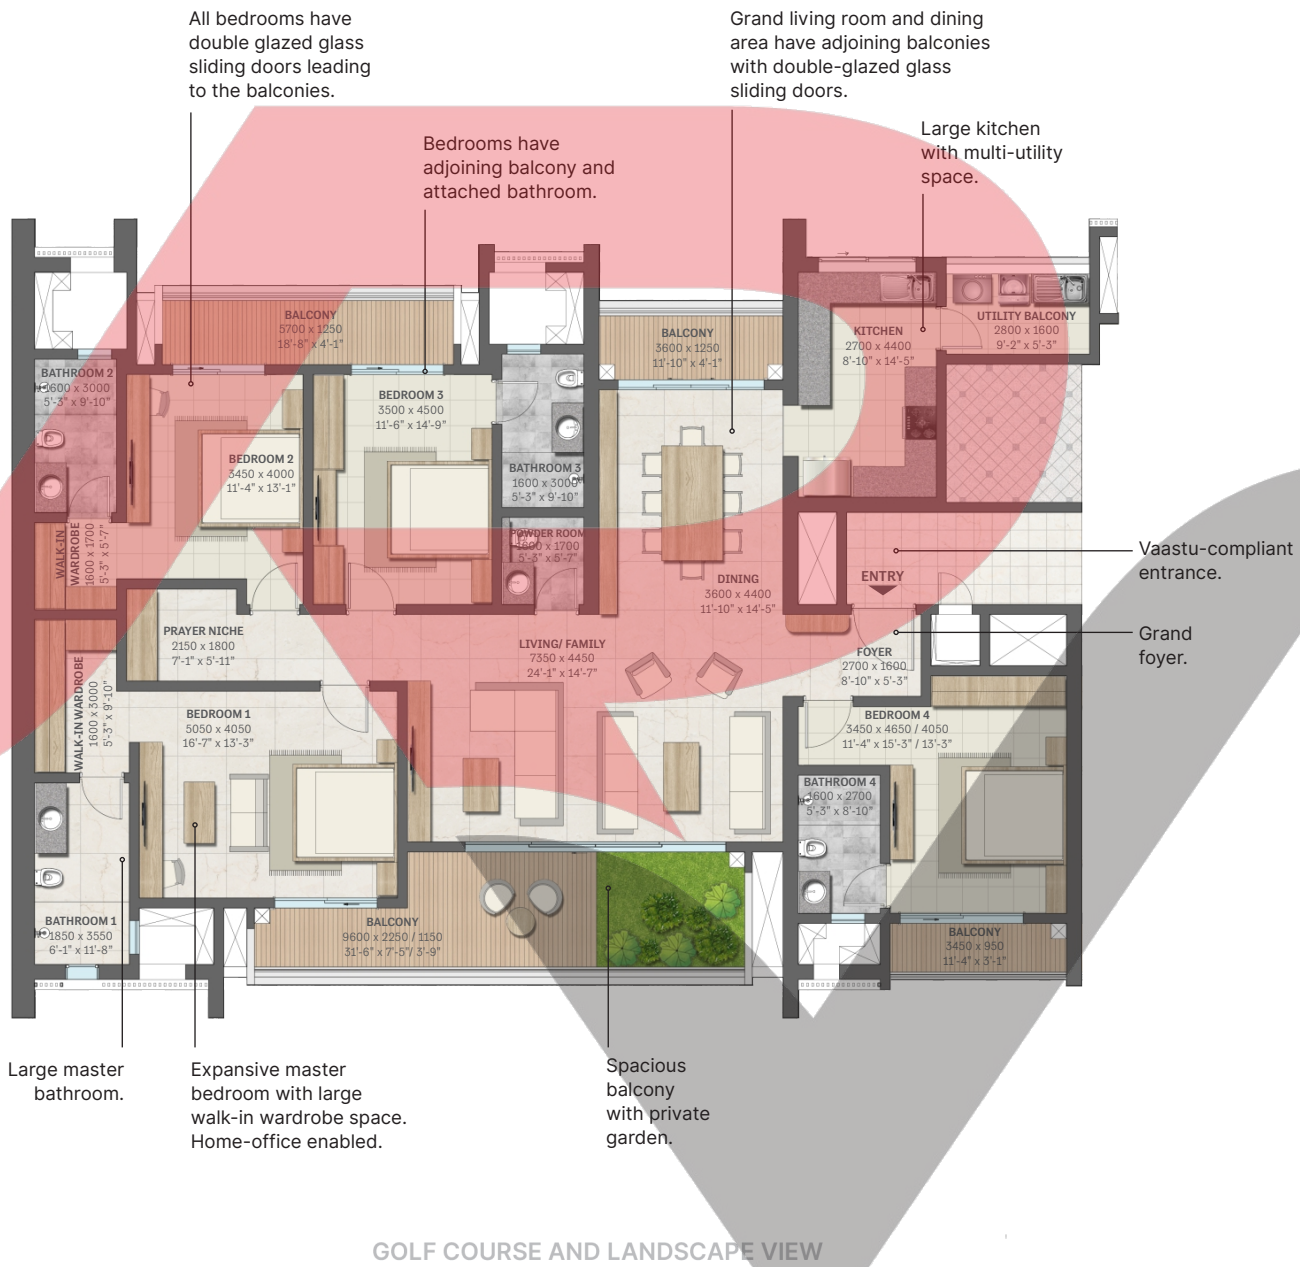 All bedrooms have
double glazed glass
sliding doors leading
to the balconies.
Grand living room and dining
area have adjoining balconies
with double-glazed glass
sliding doors.
Bedrooms have
adjoining balcony and
attached bathroom.
Large kitchen
with multi-utility
space.
BALCONY
5700 x 1250
18'-8" x 4'-1"
BALCONY
3600 x 1250
11'-10" x 4'-1"
KITCHEN
2700 x 4400
8'-10" x 14'-5"
UTILITY BALCONY
2800 x 1600
9'-2" x 5'-3"
BATHROOM 2
1600 x 3000
5'-3" x 9'-10"
BEDROOM 3
3500 x 4500
11'-6" x 14'-9"
BEDROOM 2
3450 x 4000
11'-4" x 13'-1"
BATHROOM 3
1600 x 3000
5'-3" x 9'-10"
WALK-IN
WARDROBE
1600 x 1700
5'-3" x 5'-7"
POWDER ROOM
1600 x 1700
5'-3" x 5'-7"
DINING
3600 x 4400
11'-10" x 14'-5"
ENTRY
Vaastu-compliant
entrance.
PRAYER NICHE
2150 x 1800
7'-1" x 5'-11"
LIVING/ FAMILY
7350 x 4450
24'-1" x 14'-7"
FOYER
2700 x 1600
8'-10" x 5'-3"
Grand
foyer.
WALK-IN WARDROBE
1600 x 3000
5'-3" x 9'-10"
BEDROOM 1
5050 x 4050
16'-7" x 13'-3"
BEDROOM 4
3450 x 4650 / 4050
11'-4" x 15'-3" / 13'-3"
BATHROOM 4
1600 x 2700
5'-3" x 8'-10"
BATHROOM 1
1850 x 3550
6'-1" x 11'-8"
BALCONY
9600 x 2250 / 1150
31'-6" x 7'-5"/ 3'-9"
BALCONY
3450 x 950
11'-4" x 3'-1"
Large master
bathroom.
Expansive master
bedroom with large
walk-in wardrobe space.
Home-office enabled.
Spacious
balcony
with private
garden.
GOLF COURSE AND LANDSCAPE VIEW